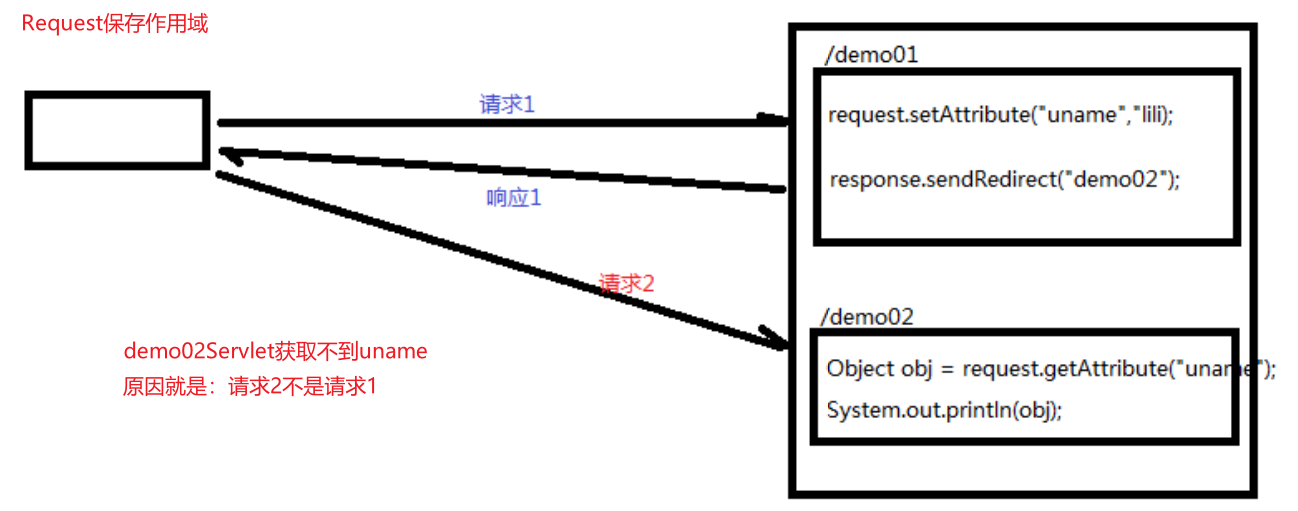 Request保存作用域
/demo01
请求1
request.setAttribute("uname","lili);
response.sendRedirect("demo02");
响应1
请求2
/demo02
demo02Servlet获取不到uname
原因就是：请求2不是请求1
Object obj = request.getAttribute("uname");
System.out.println(obj);